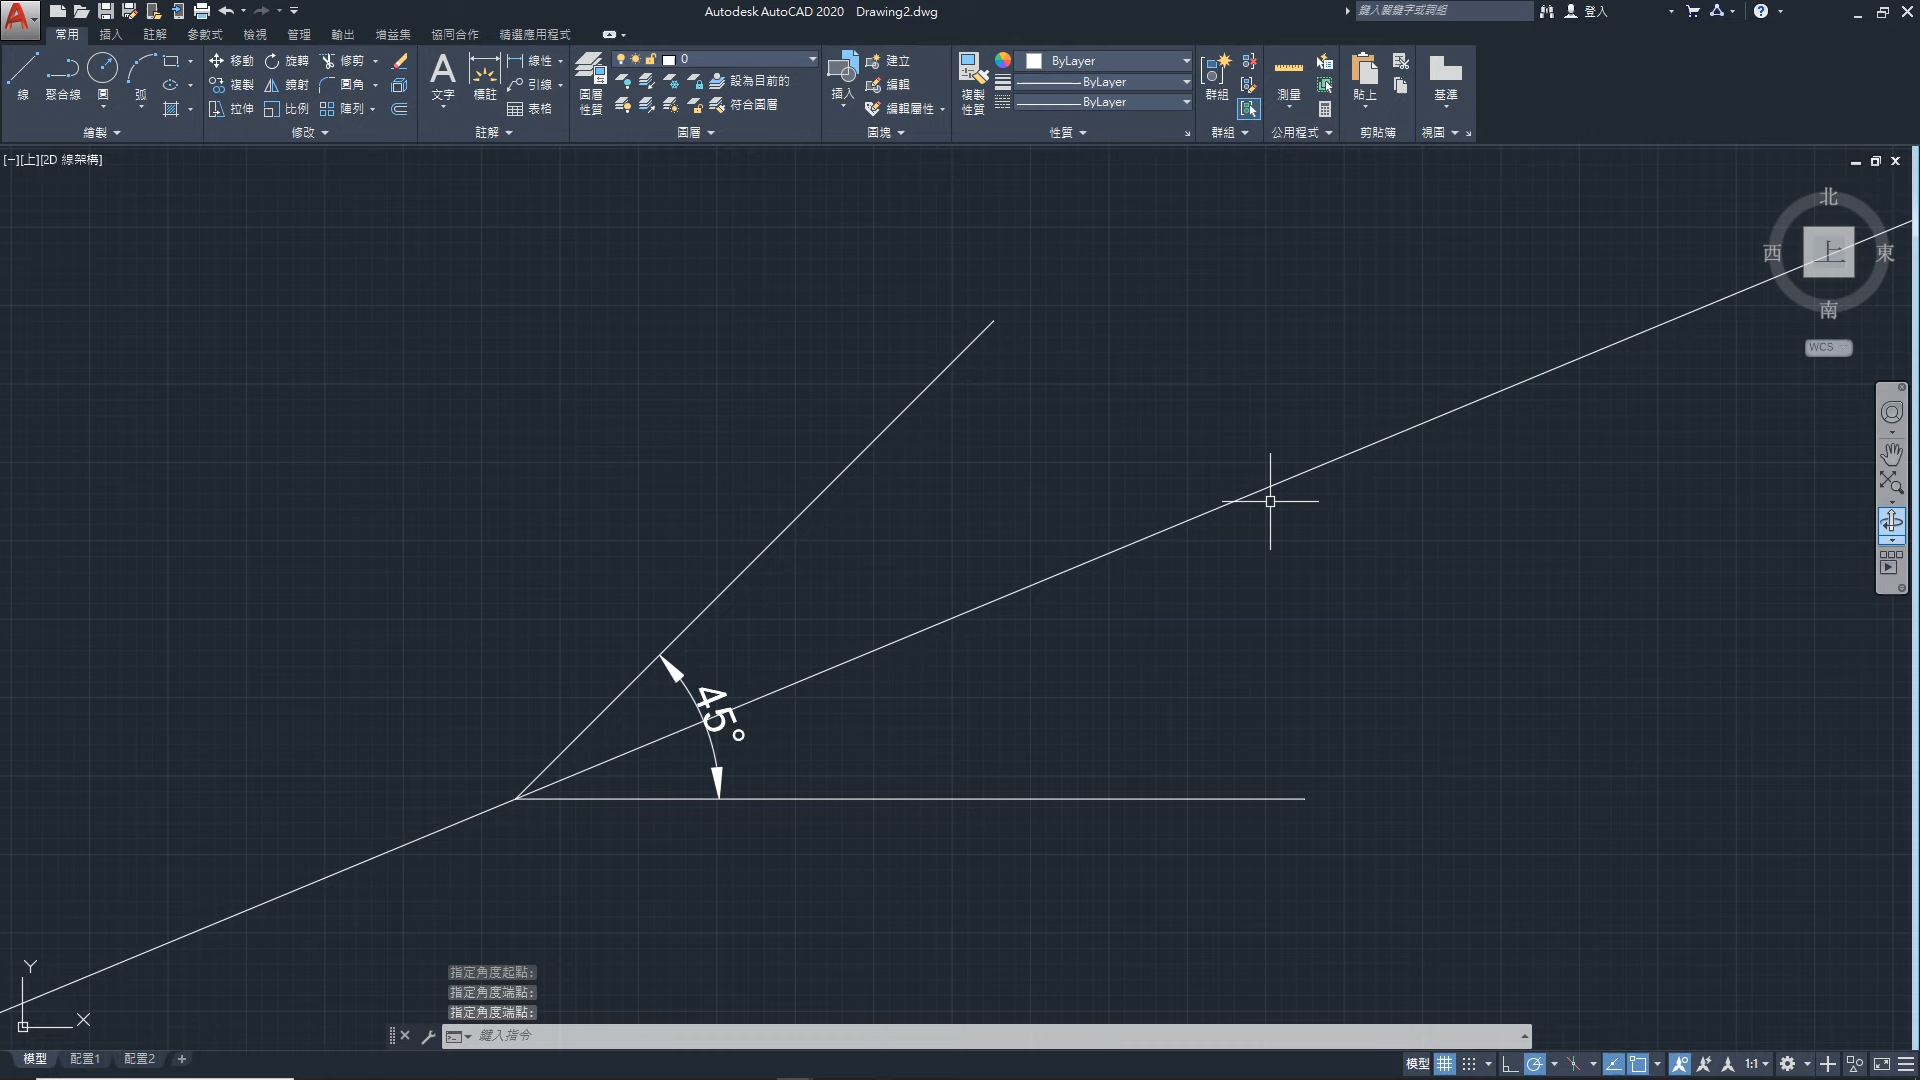 Autodesk AutoCAD 2020 Drawing2.dwg
鍵入關鍵字或詞組
登入
常用 插入 註解 參數式 檢視 管理 輸出 增益集 協同合作 精選應用程式
線 聚合線 圓 弧
繪製
移動 旋轉 修剪
複製 鏡射 圓角
拉伸 比例 陣列
修改
文字 標註
線性
引線
表格
註解
圖層
性質
0
設為目前的
符合圖層
圖層
插入
建立
編輯
編輯屬性
圖塊
複製
性質
ByLayer
ByLayer
ByLayer
性質
群組
群組
測量
公用程式
貼上
剪貼簿
基準
視圖
[−][上][2D 線架構]
北
西 上 東
南
WCS
45°
Y
X
指定角度起點:
指定角度端點:
指定角度端點:
鍵入指令
模型 配置1 配置2 +
模型 1:1